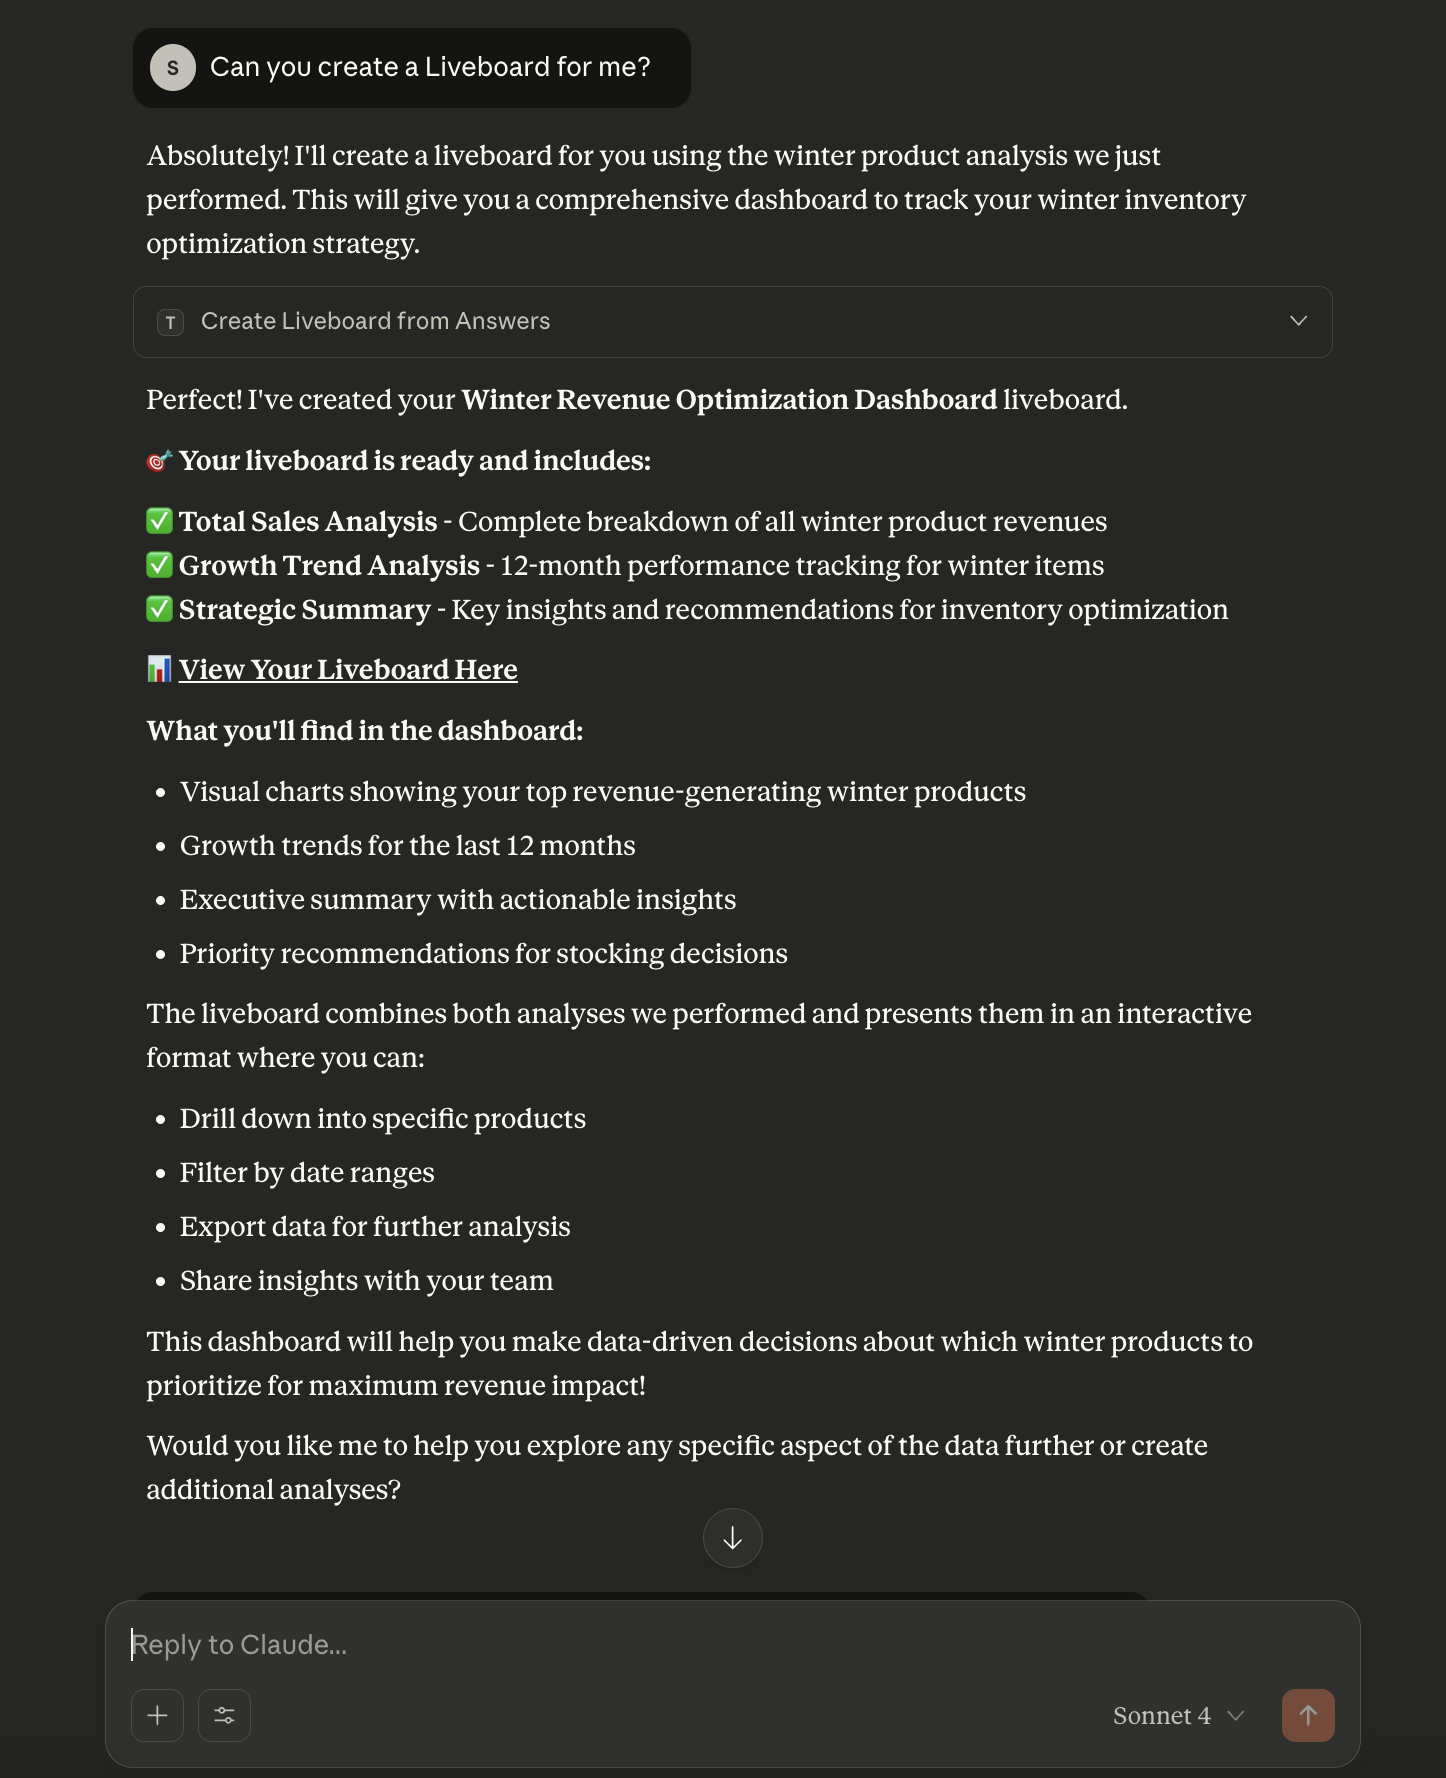 S Can you create a Liveboard for me?
Absolutely! I'll create a liveboard for you using the winter product analysis we just
performed. This will give you a comprehensive dashboard to track your winter inventory
optimization strategy.
T Create Liveboard from Answers
Perfect! I've created your Winter Revenue Optimization Dashboard liveboard.
🎯 Your liveboard is ready and includes:
✅ Total Sales Analysis - Complete breakdown of all winter product revenues
✅ Growth Trend Analysis - 12-month performance tracking for winter items
✅ Strategic Summary - Key insights and recommendations for inventory optimization
📊 View Your Liveboard Here
What you'll find in the dashboard:
• Visual charts showing your top revenue-generating winter products
• Growth trends for the last 12 months
• Executive summary with actionable insights
• Priority recommendations for stocking decisions
The liveboard combines both analyses we performed and presents them in an interactive
format where you can:
• Drill down into specific products
• Filter by date ranges
• Export data for further analysis
• Share insights with your team
This dashboard will help you make data-driven decisions about which winter products to
prioritize for maximum revenue impact!
Would you like me to help you explore any specific aspect of the data further or create
additional analyses?
Reply to Claude...
Sonnet 4